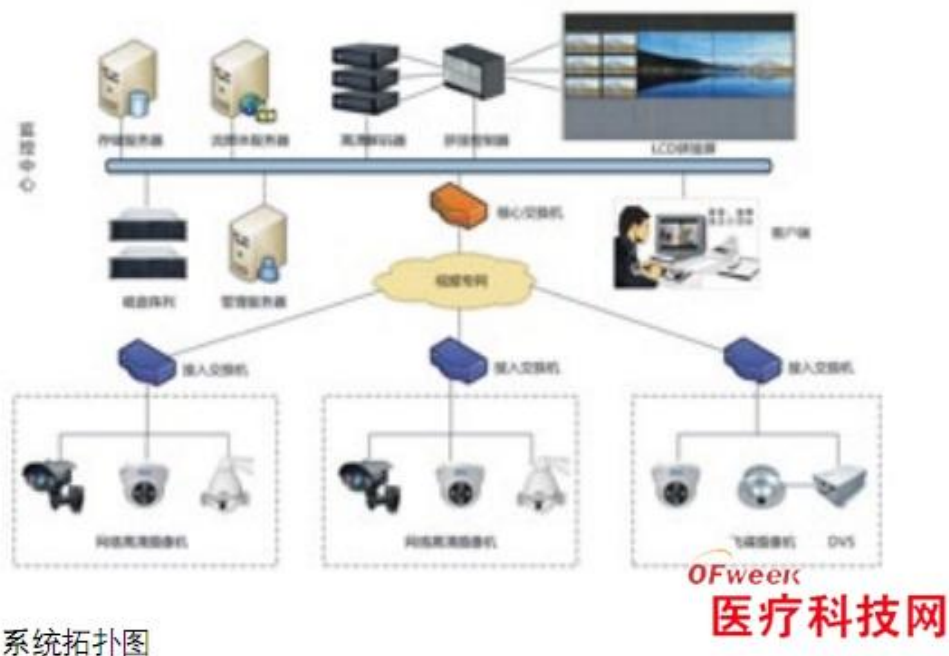 存储服务器
流媒体服务器
高清解码器
拼接控制器
LCD拼接屏
中心机房
核心交换机
客户端
磁盘阵列
管理服务器
视频专网
接入交换机
接入交换机
接入交换机
网络高清摄像机
网络高清摄像机
飞碟摄像机
DVS
OFweek
医疗科技网
系统拓扑图